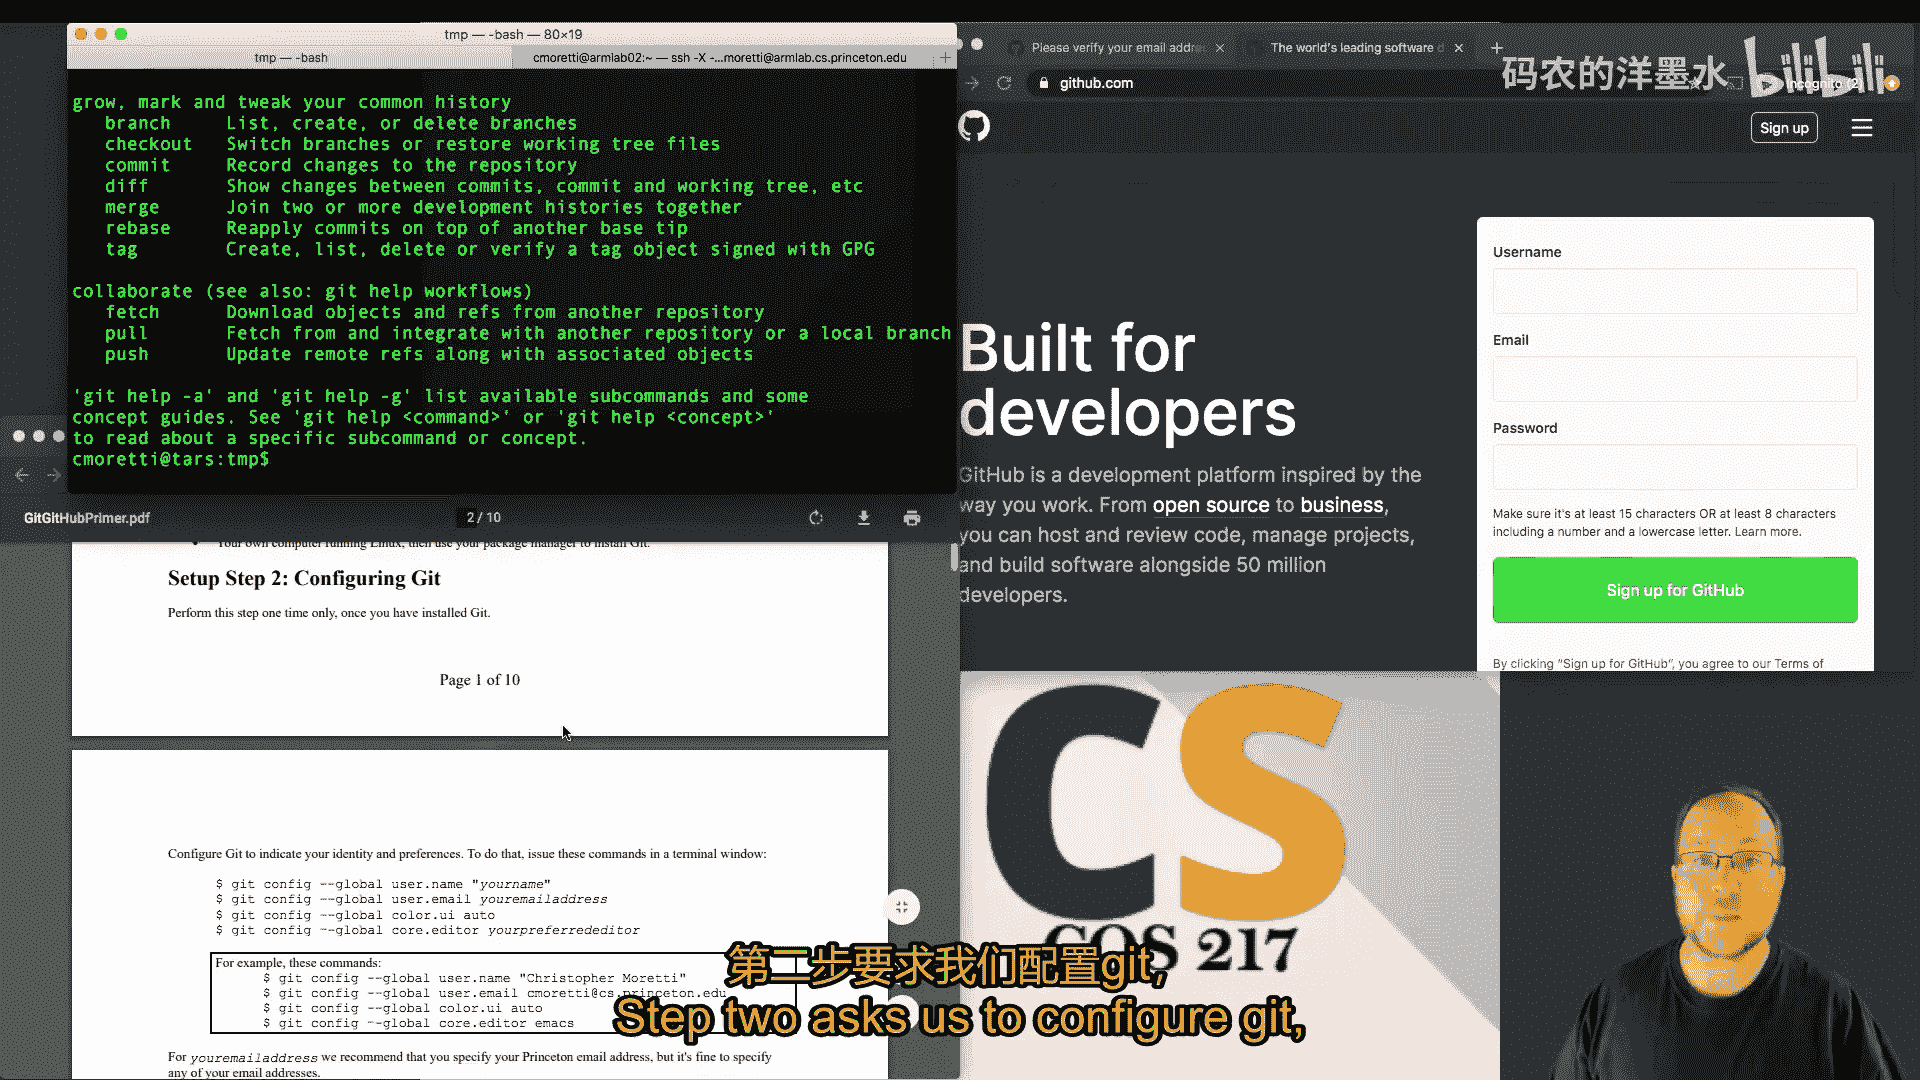 tmp — -bash — 80×19
tmp — -bash
cmoretti@armlab02:~ — ssh -X -...moretti@armlab.cs.princeton.edu
grow, mark and tweak your common history
branch List, create, or delete branches
checkout Switch branches or restore working tree files
commit Record changes to the repository
diff Show changes between commits, commit and working tree, etc
merge Join two or more development histories together
rebase Reapply commits on top of another base tip
tag Create, list, delete or verify a tag object signed with GPG
collaborate (see also: git help workflows)
fetch Download objects and refs from another repository
pull Fetch from and integrate with another repository or a local branch
push Update remote refs along with associated objects
'git help -a' and 'git help -g' list available subcommands and some
concept guides. See 'git help <command>' or 'git help <concept>'
to read about a specific subcommand or concept.
cmoretti@tars:tmp$
Please verify your email addre
The world's leading software d
github.com
Incognito (2)
码农的洋墨水 bilibili
Sign up
Built for
developers
GitHub is a development platform inspired by the
way you work. From open source to business,
you can host and review code, manage projects,
and build software alongside 50 million
developers.
Username
Email
Password
Make sure it's at least 15 characters OR at least 8 characters
including a number and a lowercase letter. Learn more.
Sign up for GitHub
By clicking “Sign up for GitHub”, you agree to our Terms of
GitGitHubPrimer.pdf
2 / 10
Your own computer running Linux, then use your package manager to install Git.
Setup Step 2: Configuring Git
Perform this step one time only, once you have installed Git.
Page 1 of 10
Configure Git to indicate your identity and preferences. To do that, issue these commands in a terminal window:
$ git config --global user.name "yourname"
$ git config --global user.email youremailaddress
$ git config --global color.ui auto
$ git config --global core.editor yourpreferrededitor
For example, these commands:
$ git config --global user.name "Christopher Moretti"
$ git config --global user.email cmoretti@cs.princeton.edu
$ git config --global color.ui auto
$ git config --global core.editor emacs
For youremailaddress we recommend that you specify your Princeton email address, but it's fine to specify
any of your email addresses.
CS
COS 217
第二步要求我们配置git,
Step two asks us to configure git,